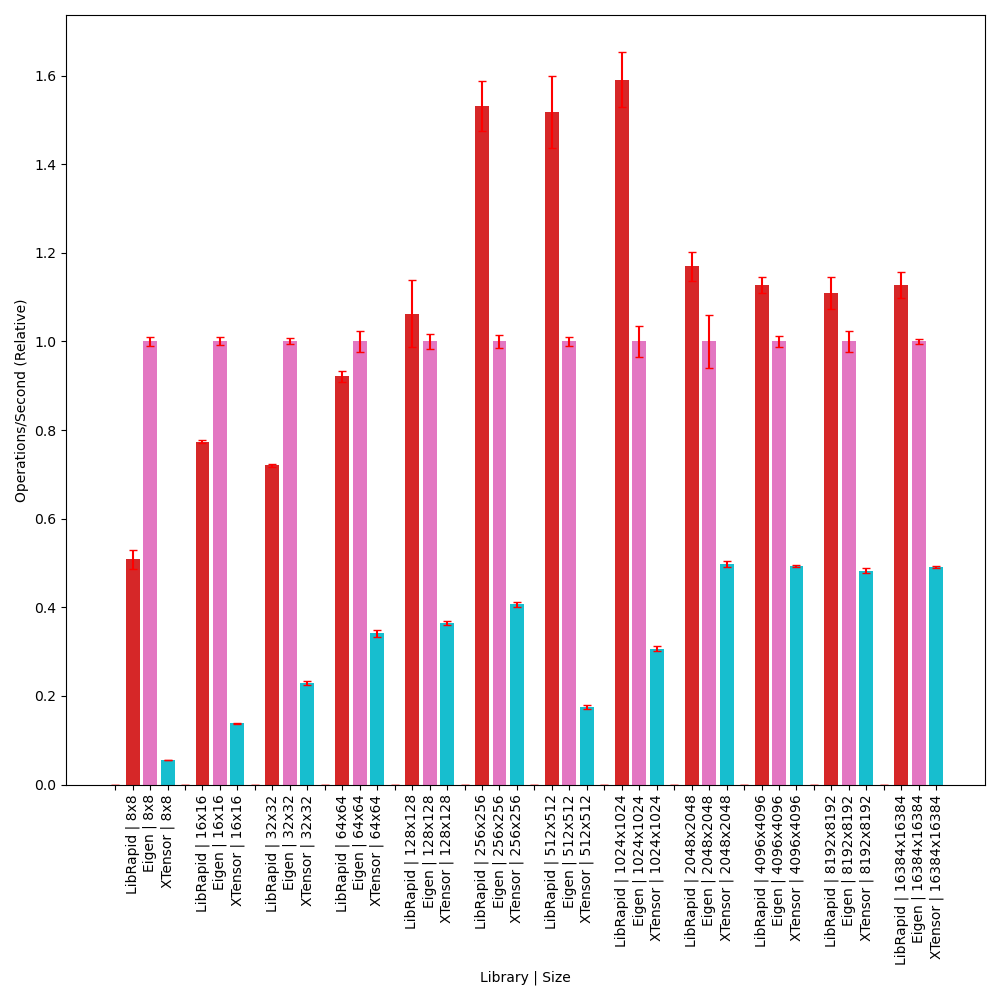 Operations/Second (Relative)
1.6
1.4
1.2
1.0
0.8
0.6
0.4
0.2
0.0
LibRapid | 8x8
Eigen | 8x8
XTensor | 8x8
LibRapid | 16x16
Eigen | 16x16
XTensor | 16x16
LibRapid | 32x32
Eigen | 32x32
XTensor | 32x32
LibRapid | 64x64
Eigen | 64x64
XTensor | 64x64
LibRapid | 128x128
Eigen | 128x128
XTensor | 128x128
LibRapid | 256x256
Eigen | 256x256
XTensor | 256x256
LibRapid | 512x512
Eigen | 512x512
XTensor | 512x512
LibRapid | 1024x1024
Eigen | 1024x1024
XTensor | 1024x1024
LibRapid | 2048x2048
Eigen | 2048x2048
XTensor | 2048x2048
LibRapid | 4096x4096
Eigen | 4096x4096
XTensor | 4096x4096
LibRapid | 8192x8192
Eigen | 8192x8192
XTensor | 8192x8192
LibRapid | 16384x16384
Eigen | 16384x16384
XTensor | 16384x16384
Library | Size